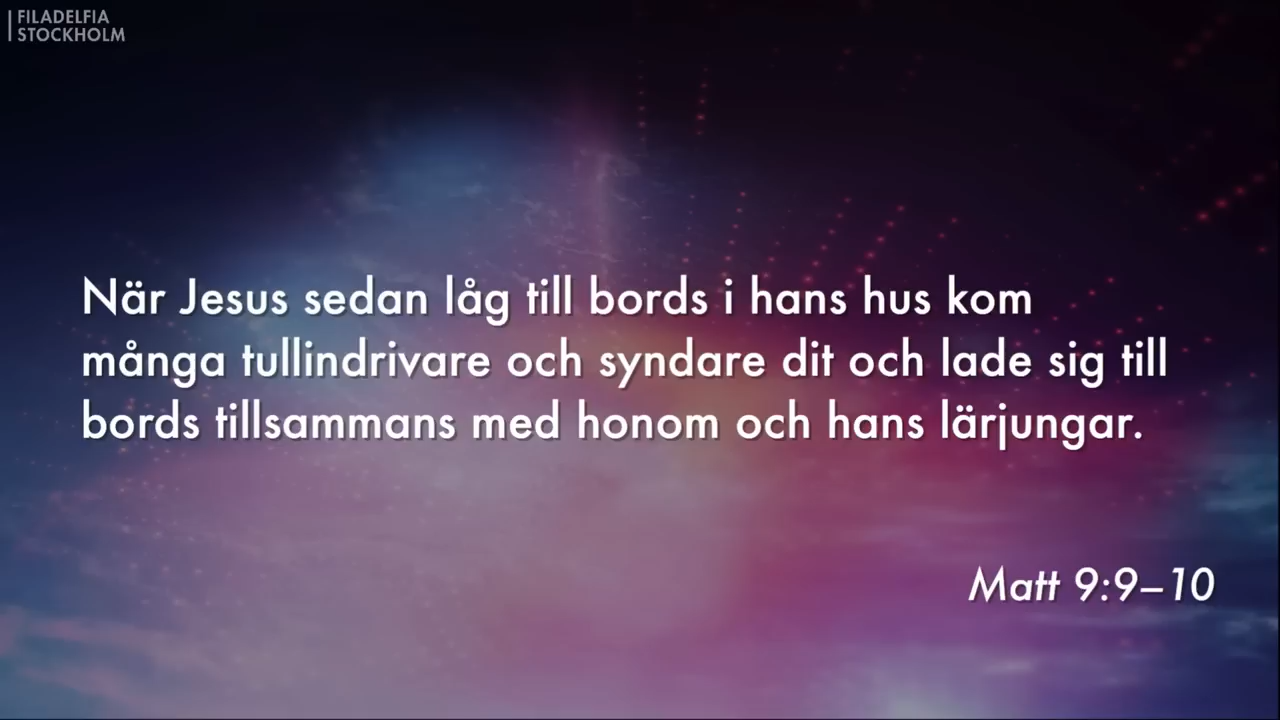 FILADELFIA
STOCKHOLM
När Jesus sedan låg till bords i hans hus kom
många tullindrivare och syndare dit och lade sig till
bords tillsammans med honom och hans lärjungar.
Matt 9:9–10